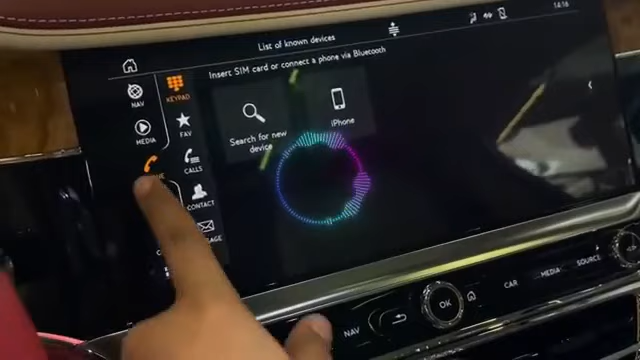 14:16
List of known devices
Insert SIM card or connect a phone via Bluetooth
NAV
KEYPAD
MEDIA
FAV
CALLS
CONTACT
Search for new
device
iPhone
NAV
OK
CAR
MEDIA
SOURCE